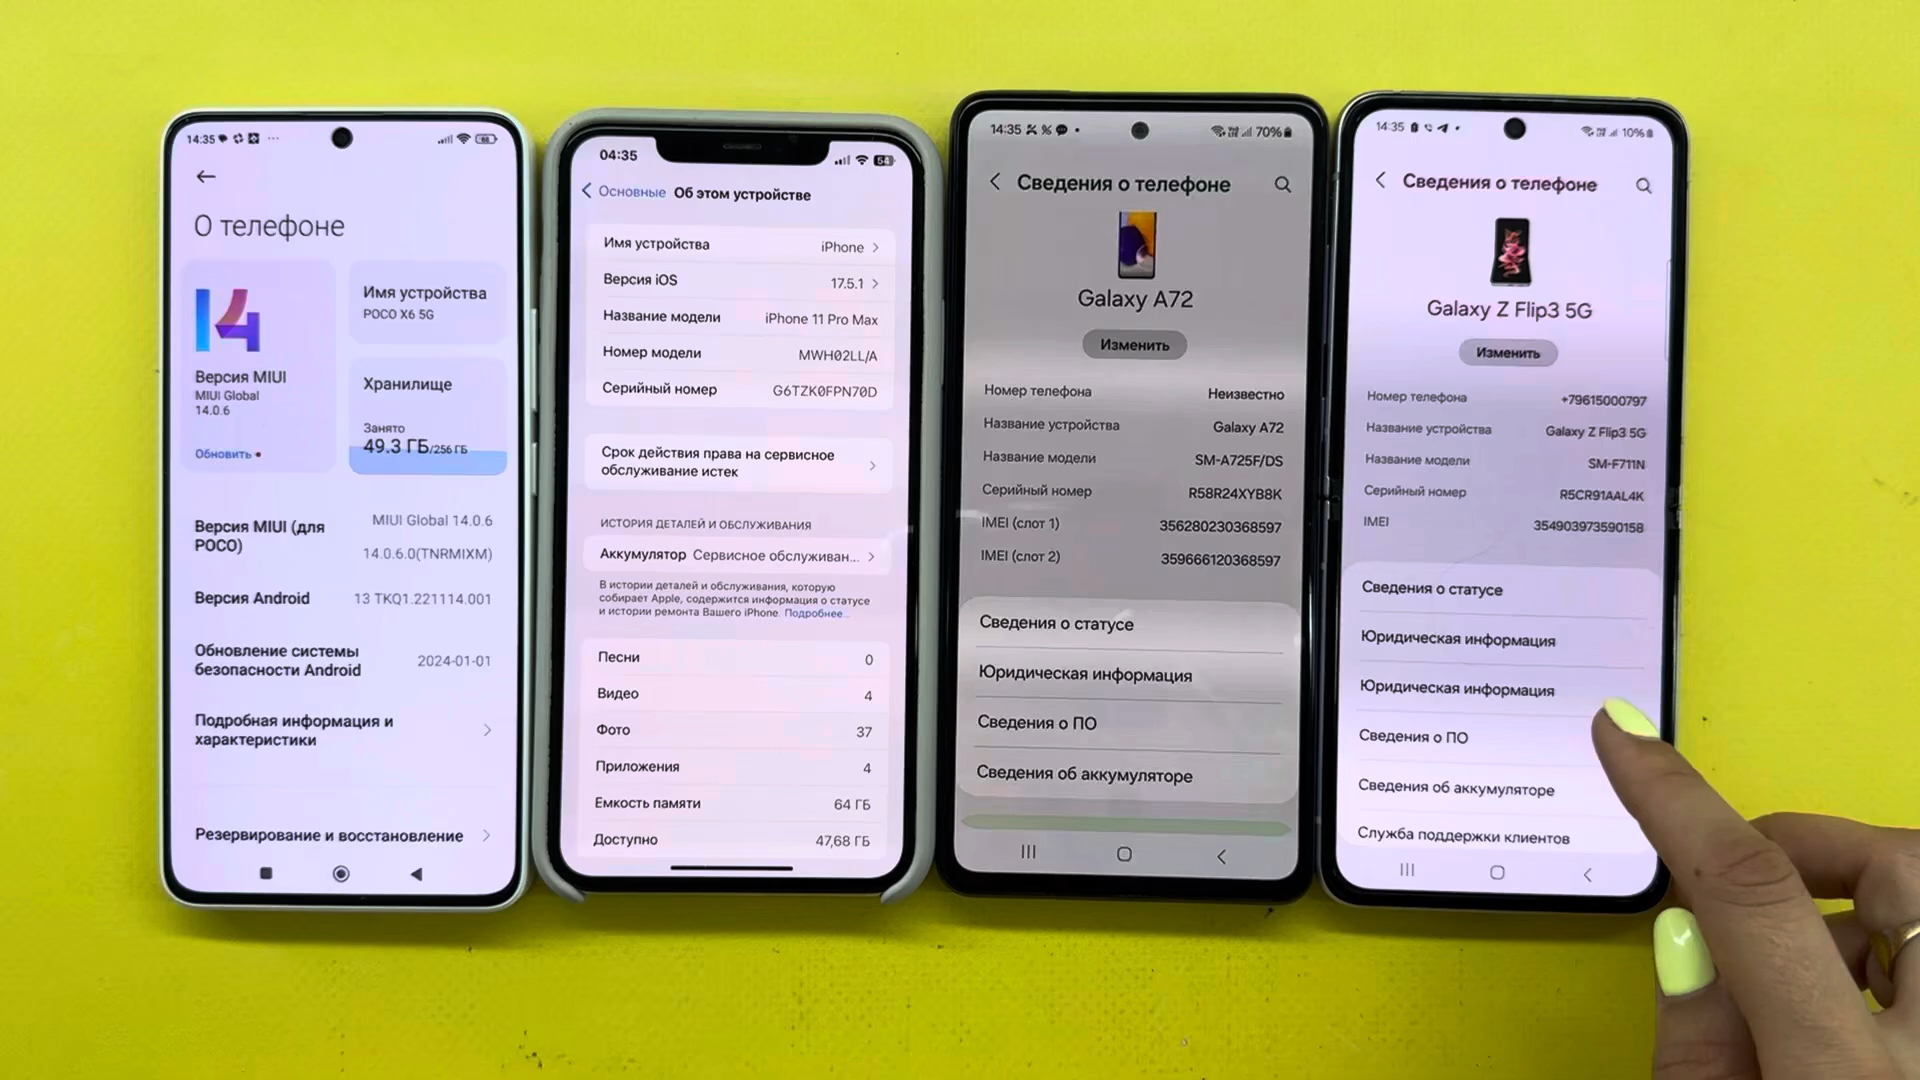 14:35
О телефоне
Версия MIUI
MIUI Global
14.0.6
Обновить
Имя устройства
POCO X6 5G
Хранилище
Занято
49.3 ГБ/256 ГБ
Версия MIUI (для POCO)
MIUI Global 14.0.6
14.0.6.0(TNRMIXM)
Версия Android
13 TKQ1.221114.001
Обновление системы
безопасности Android
2024-01-01
Подробная информация и
характеристики
Резервирование и восстановление
04:35
54
Основные Об этом устройстве
Имя устройства iPhone
Версия iOS 17.5.1
Название модели iPhone 11 Pro Max
Номер модели MWH02LL/A
Серийный номер G6TZK0FPN70D
Срок действия права на сервисное
обслуживание истек
ИСТОРИЯ ДЕТАЛЕЙ И ОБСЛУЖИВАНИЯ
Аккумулятор Сервисное обслуживан...
В истории деталей и обслуживания, которую
собирает Apple, содержится информация о статусе
и истории ремонта Вашего iPhone. Подробнее...
Песни 0
Видео 4
Фото 37
Приложения 4
Емкость памяти 64 ГБ
Доступно 47,68 ГБ
14:35 70%
Сведения о телефоне
Galaxy A72
Изменить
Номер телефона Неизвестно
Название устройства Galaxy A72
Название модели SM-A725F/DS
Серийный номер R58R24XYB8K
IMEI (слот 1) 356280230368597
IMEI (слот 2) 359666120368597
Сведения о статусе
Юридическая информация
Сведения о ПО
Сведения об аккумуляторе
14:35 10%
Сведения о телефоне
Galaxy Z Flip3 5G
Изменить
Номер телефона +79615000797
Название устройства Galaxy Z Flip3 5G
Название модели SM-F711N
Серийный номер R5CR91AAL4K
IMEI 354903973590158
Сведения о статусе
Юридическая информация
Юридическая информация
Сведения о ПО
Сведения об аккумуляторе
Служба поддержки клиентов